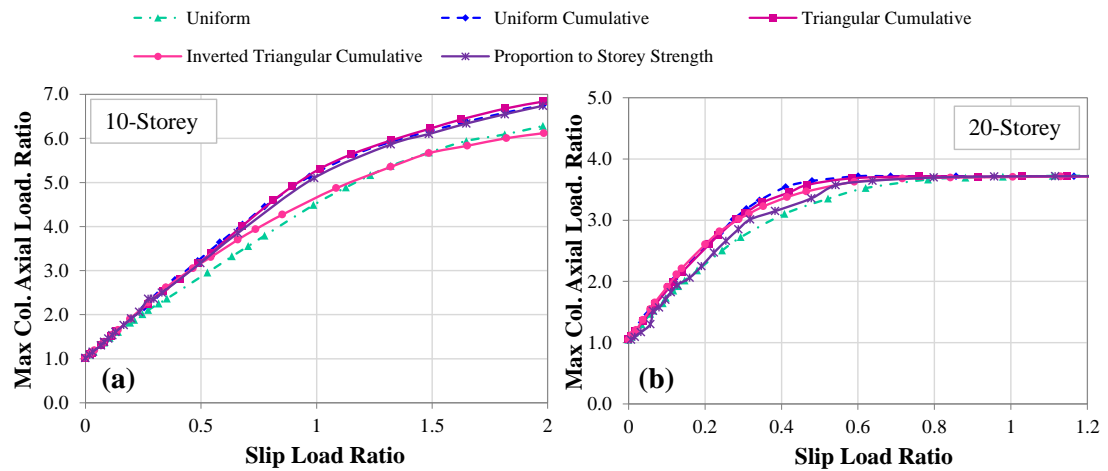 Uniform
Uniform Cumulative
Triangular Cumulative
Inverted Triangular Cumulative
Proportion to Storey Strength
Max Col. Axial Load. Ratio
7.0
6.0
5.0
4.0
3.0
2.0
1.0
0.0
10-Storey
(a)
0 0.5 1 1.5 2
Slip Load Ratio
Max Col. Axial Load. Ratio
5.0
4.0
3.0
2.0
1.0
0.0
20-Storey
(b)
0 0.2 0.4 0.6 0.8 1 1.2
Slip Load Ratio